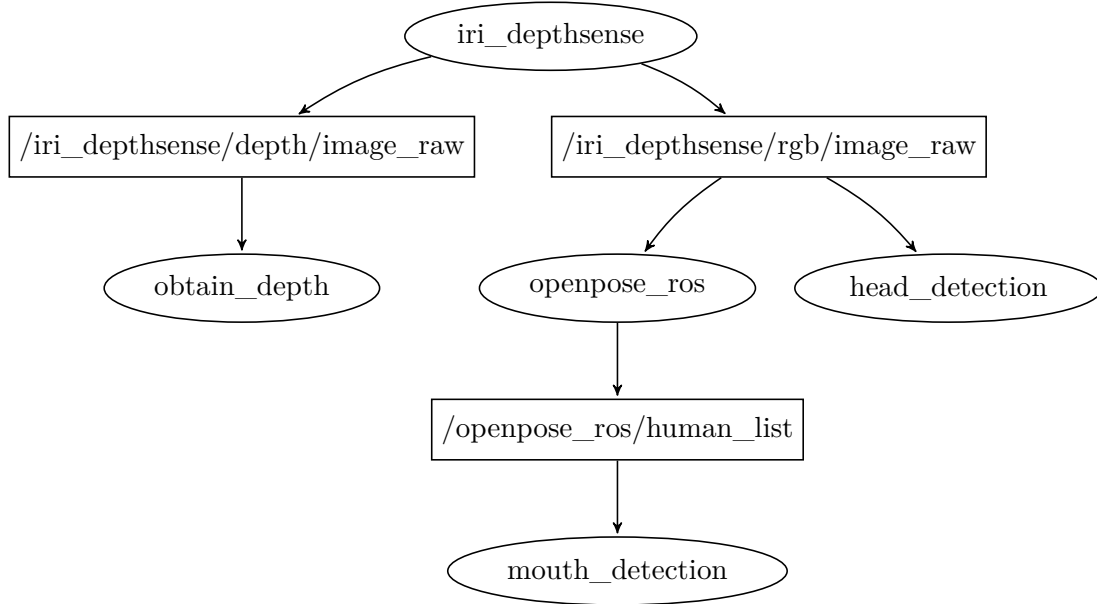 iri_depthsense
/iri_depthsense/depth/image_raw
/iri_depthsense/rgb/image_raw
obtain_depth
openpose_ros
head_detection
/openpose_ros/human_list
mouth_detection